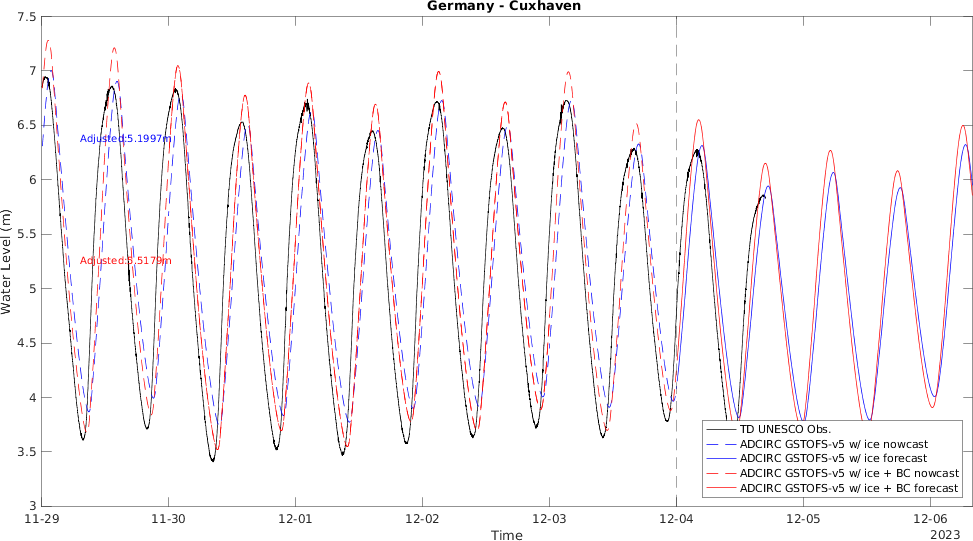 Germany - Cuxhaven
7.5
7
6.5
6
5.5
5
4.5
4
3.5
3
Water Level (m)
Adjusted:5.1997m
Adjusted:5.5179m
TD UNESCO Obs.
ADCIRC GSTOFS-v5 w/ ice nowcast
ADCIRC GSTOFS-v5 w/ ice forecast
ADCIRC GSTOFS-v5 w/ ice + BC nowcast
ADCIRC GSTOFS-v5 w/ ice + BC forecast
11-29 11-30 12-01 12-02 12-03 12-04 12-05 12-06
Time
2023